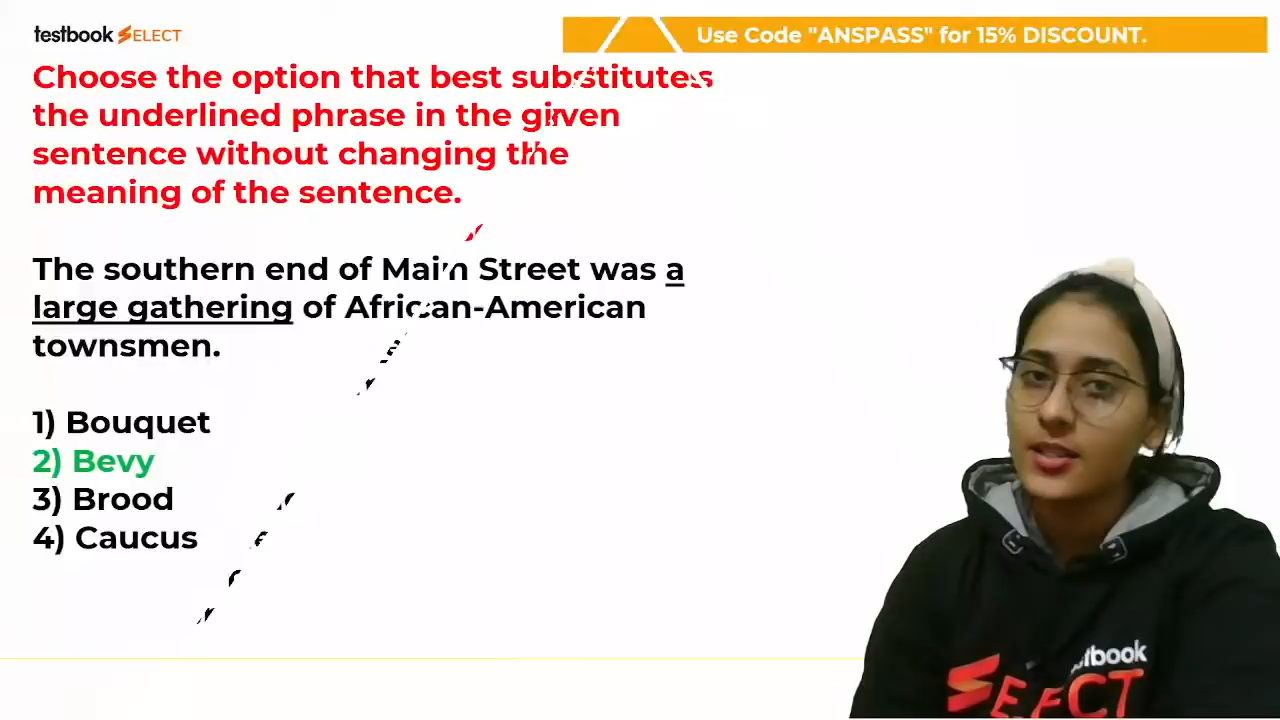 testbook SELECT
Use Code "ANSPASS" for 15% DISCOUNT.
Choose the option that best substitutes
the underlined phrase in the given
sentence without changing the
meaning of the sentence.
The southern end of Main Street was a
large gathering of African-American
townsmen.
1) Bouquet
2) Bevy
3) Brood
4) Caucus
SELECT